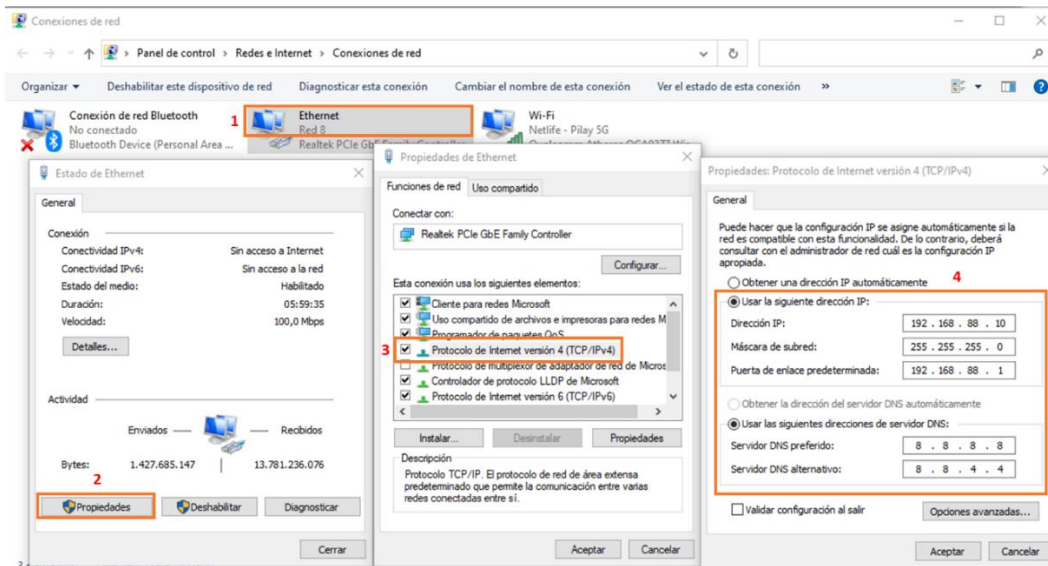 Conexiones de red
Panel de control > Redes e Internet > Conexiones de red
Organizar Deshabilitar este dispositivo de red Diagnosticar esta conexión Cambiar el nombre de esta conexión Ver el estado de esta conexión »
Conexión de red Bluetooth
No conectado
Bluetooth Device (Personal Area ...
1
Ethernet
Red 8
Realtek PCIe GbE Family Controller
Wi-Fi
Netlife - Pilay 5G
Estado de Ethernet
General
Conexión
Conectividad IPv4: Sin acceso a Internet
Conectividad IPv6: Sin acceso a la red
Estado del medio: Habilitado
Duración: 05:59:35
Velocidad: 100,0 Mbps
Detalles...
Actividad
Enviados — — Recibidos
Bytes: 1.427.685.147 | 13.781.236.076
2
Propiedades Deshabilitar Diagnosticar
Cerrar
Propiedades de Ethernet
Funciones de red Uso compartido
Conectar con:
Realtek PCIe GbE Family Controller
Configurar...
Esta conexión usa los siguientes elementos:
Cliente para redes Microsoft
Uso compartido de archivos e impresoras para redes M
Programador de paquetes QoS
3 Protocolo de Internet versión 4 (TCP/IPv4)
Protocolo de multiplexor de adaptador de red de Micros
Controlador de protocolo LLDP de Microsoft
Protocolo de Internet versión 6 (TCP/IPv6)
Instalar... Desinstalar Propiedades
Descripción
Protocolo TCP/IP. El protocolo de red de área extensa
predeterminado que permite la comunicación entre varias
redes conectadas entre sí.
Aceptar Cancelar
Propiedades: Protocolo de Internet versión 4 (TCP/IPv4)
General
Puede hacer que la configuración IP se asigne automáticamente si la
red es compatible con esta funcionalidad. De lo contrario, deberá
consultar con el administrador de red cuál es la configuración IP
apropiada.
4
Obtener una dirección IP automáticamente
Usar la siguiente dirección IP:
Dirección IP: 192 . 168 . 88 . 10
Máscara de subred: 255 . 255 . 255 . 0
Puerta de enlace predeterminada: 192 . 168 . 88 . 1
Obtener la dirección del servidor DNS automáticamente
Usar las siguientes direcciones de servidor DNS:
Servidor DNS preferido: 8 . 8 . 8 . 8
Servidor DNS alternativo: 8 . 8 . 4 . 4
Validar configuración al salir
Opciones avanzadas...
Aceptar Cancelar